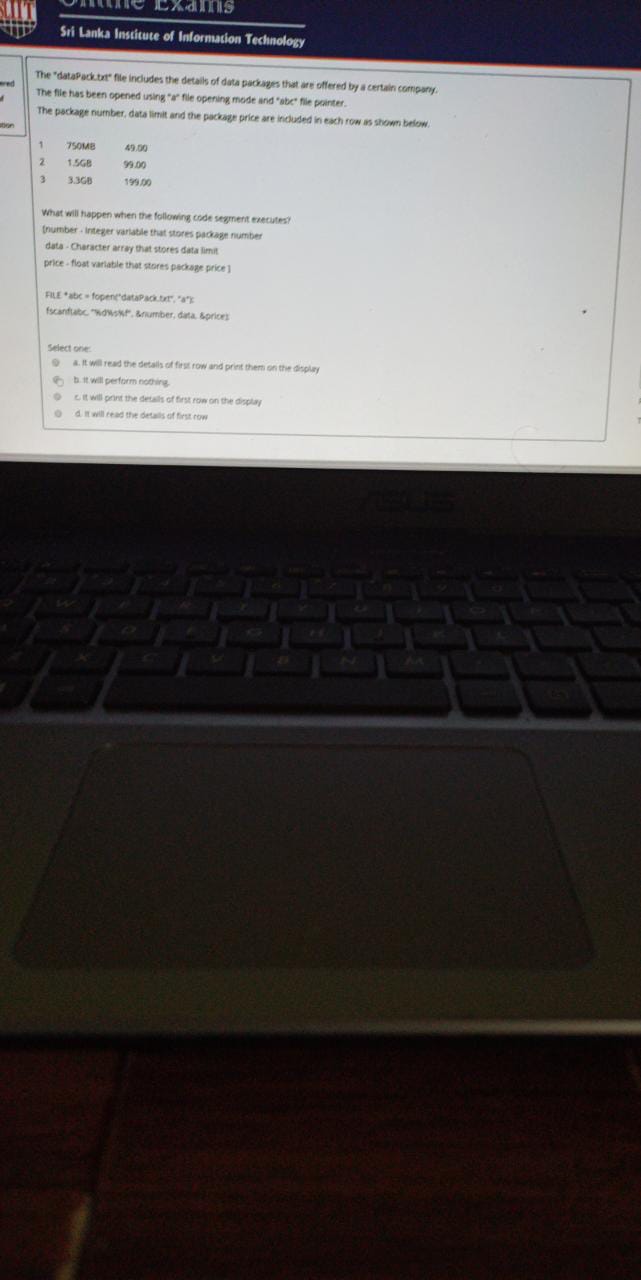 Online Exams
Sri Lanka Institute of Information Technology
The "dataPack.txt" file includes the details of data packages that are offered by a certain company.
The file has been opened using "a" file opening mode and "abc" file pointer.
The package number, data limit and the package price are included in each row as shown below.
1 750MB 49.00
2 1.5GB 99.00
3 3.3GB 199.00
What will happen when the following code segment executes?
[number - Integer variable that stores package number
data - Character array that stores data limit
price - float variable that stores package price ]
FILE *abc = fopen("dataPack.txt", "a");
fscanf(abc, "%d%s%f", &number, data, &price);
Select one:
a. It will read the details of first row and print them on the display
b. It will perform nothing.
c. It will print the details of first row on the display
d. It will read the details of first row
ASUS